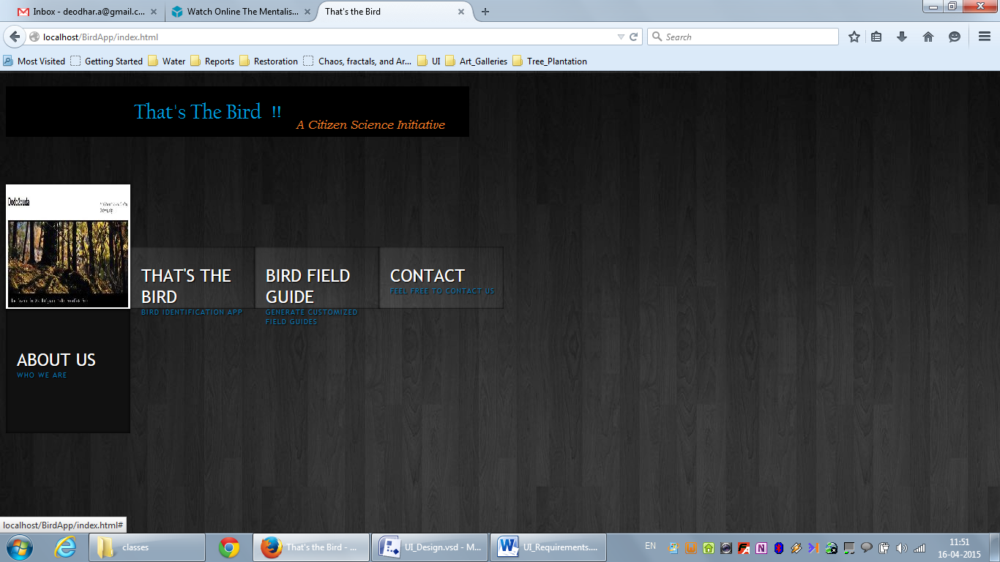 Inbox - deodhar.a@gmail.c...
Watch Online The Mentalis...
That's the Bird
localhost/BirdApp/index.html
Search
Most Visited
Getting Started
Water
Reports
Restoration
Chaos, fractals, and Ar...
UI
Art_Galleries
Tree_Plantation
That's The Bird !!
A Citizen Science Initiative
THAT'S THE
BIRD
BIRD IDENTIFICATION APP
BIRD FIELD
GUIDE
GENERATE CUSTOMIZED
FIELD GUIDES
CONTACT
FEEL FREE TO CONTACT US
ABOUT US
WHO WE ARE
localhost/BirdApp/index.html#
classes
That's the Bird - ...
UI_Design.vsd - M...
UI_Requirements....
EN
11:51
16-04-2015